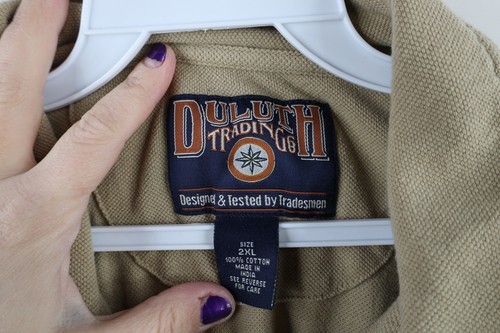 DULUTH
TRADING CO
Designed & Tested by Tradesmen
SIZE
2XL
100% COTTON
MADE IN
INDIA
SEE REVERSE
FOR CARE